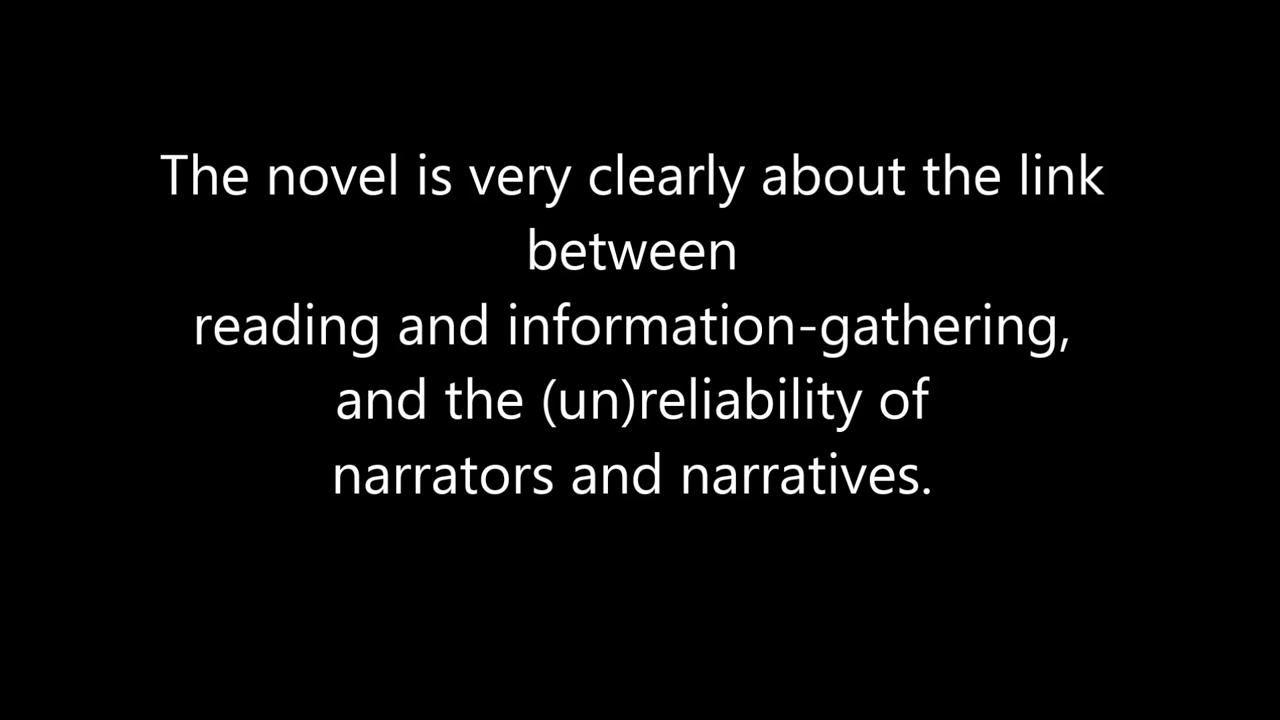 The novel is very clearly about the link
between
reading and information-gathering,
and the (un)reliability of
narrators and narratives.